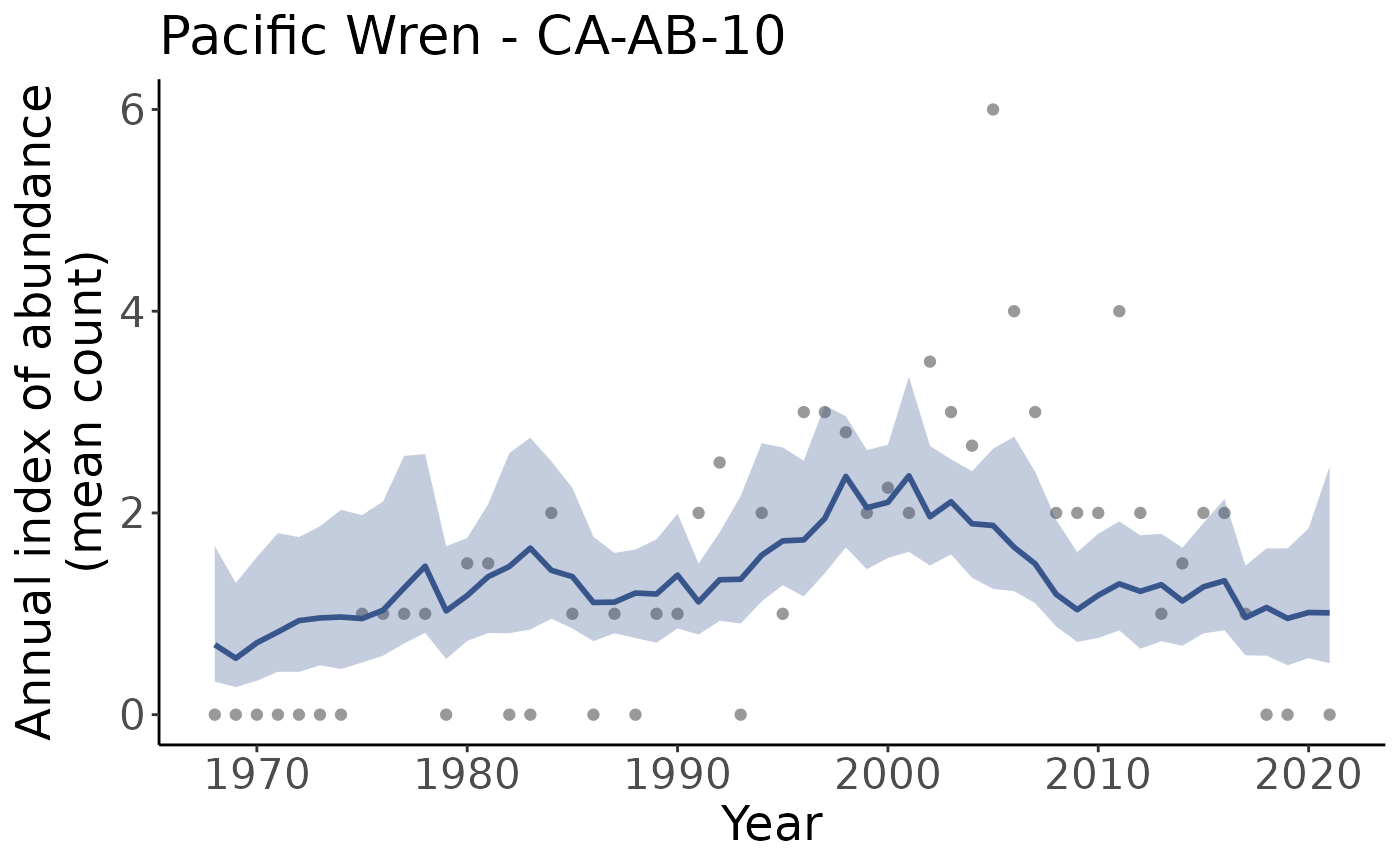 Pacific Wren - CA-AB-10
Annual index of abundance
(mean count)
6
4
2
0
1970 1980 1990 2000 2010 2020
Year